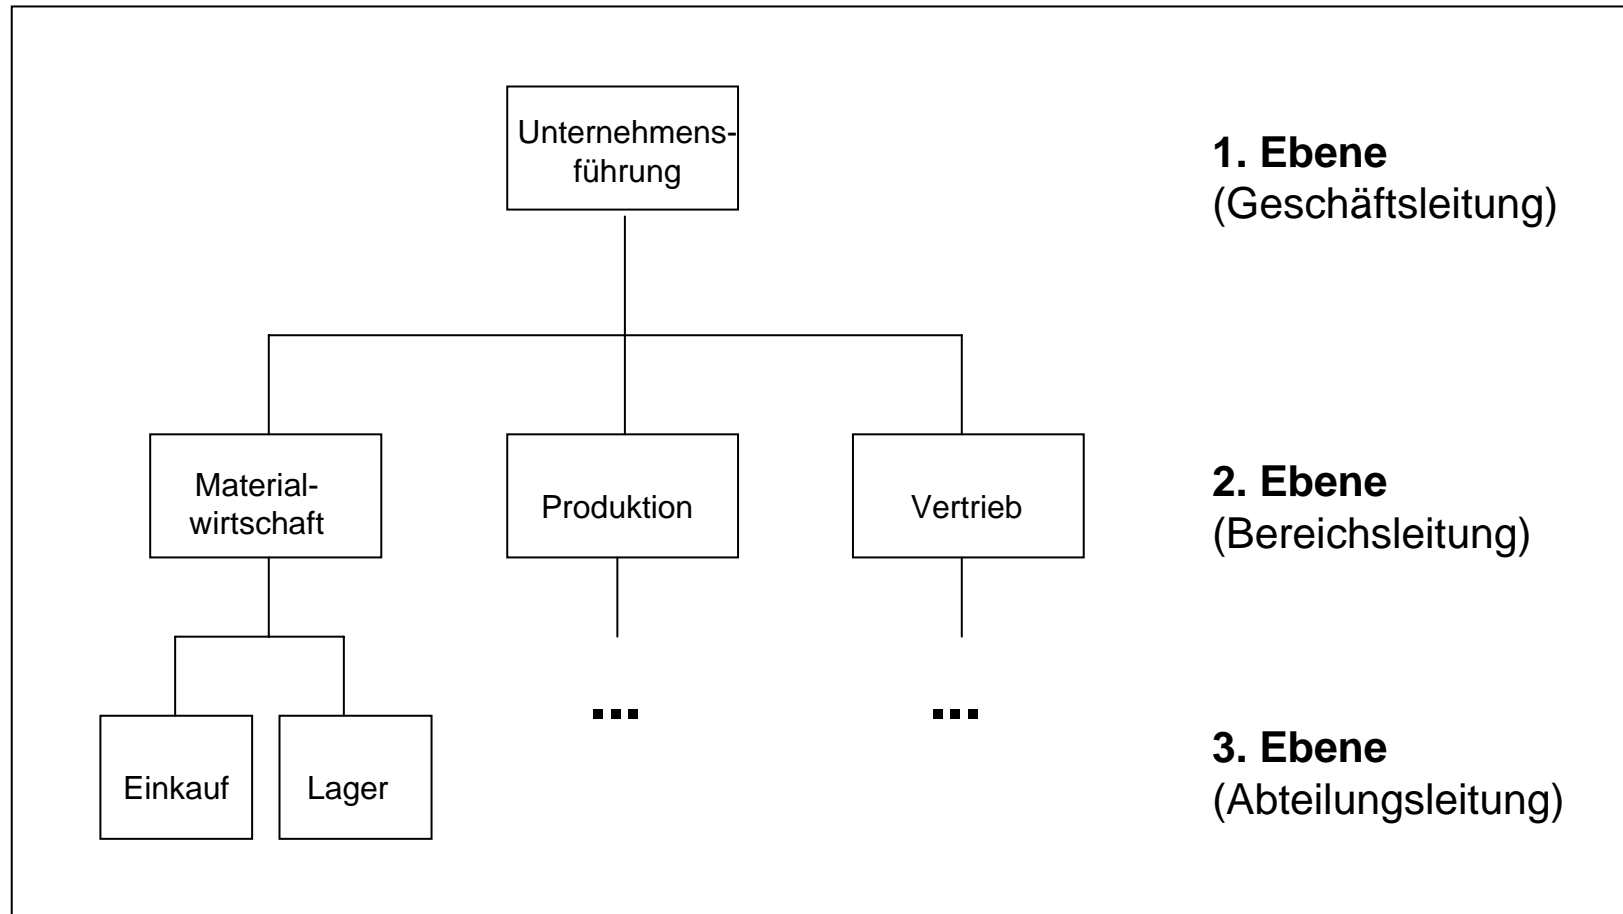 Unternehmens-
führung
1. Ebene
(Geschäftsleitung)
Material-
wirtschaft
Produktion
Vertrieb
2. Ebene
(Bereichsleitung)
...
...
Einkauf
Lager
3. Ebene
(Abteilungsleitung)